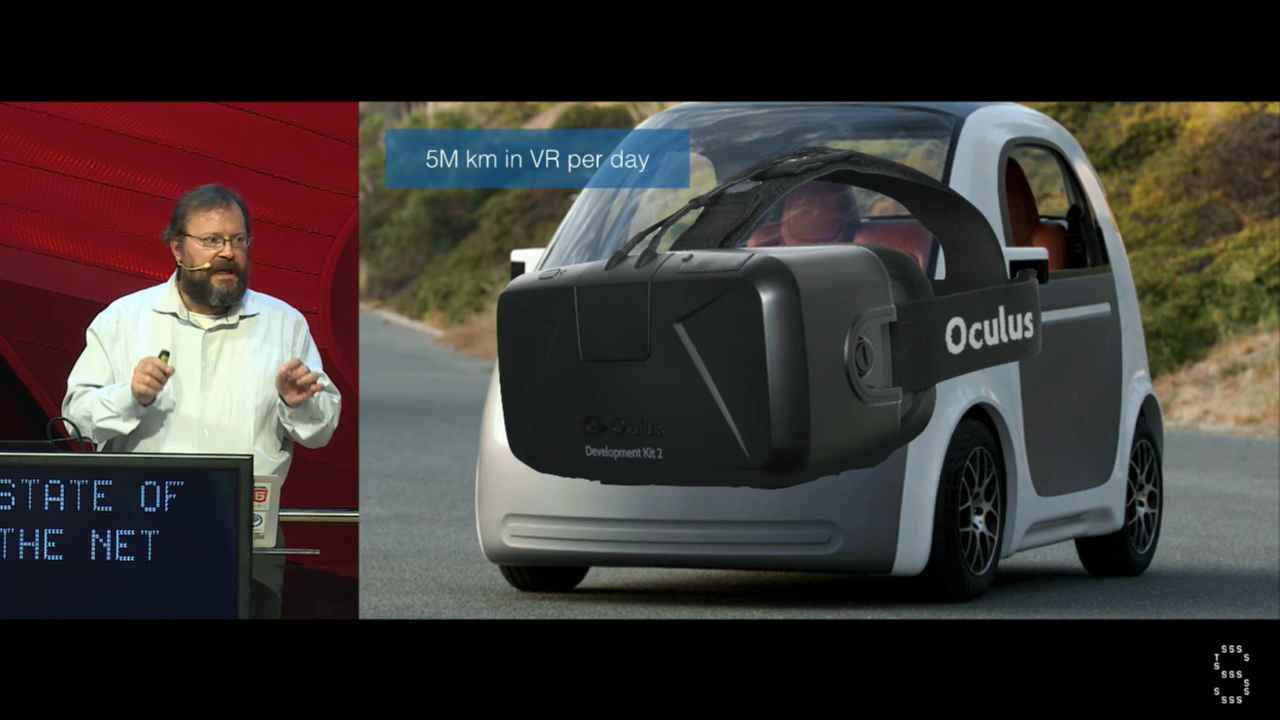 5M km in VR per day
Oculus
Oculus
Development Kit 2
STATE OF
THE NET